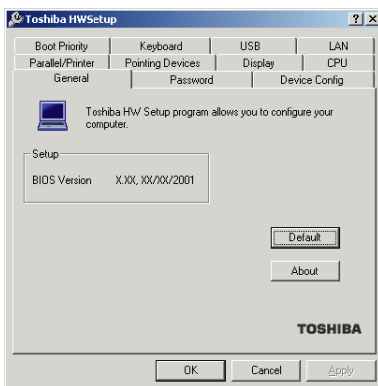 Toshiba HWSetup
Boot Priority Keyboard USB LAN
Parallel/Printer Pointing Devices Display CPU
General Password Device Config
Toshiba HW Setup program allows you to configure your
computer.
Setup
BIOS Version X.XX, XX/XX/2001
Default
About
TOSHIBA
OK Cancel Apply